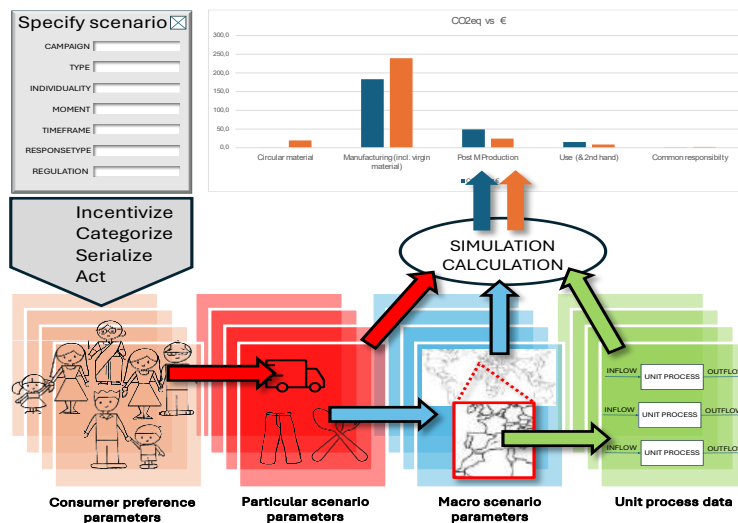 Specify scenario
CAMPAIGN
TYPE
INDIVIDUALITY
MOMENT
TIMEFRAME
RESPONSETYPE
REGULATION
CO2eq vs €
300,0
250,0
200,0
150,0
100,0
50,0
0,0
Circular material
Manufacturing (incl. virgin
material)
Post M Production
Use (& 2nd hand)
Common responsibilty
€
Incentivize
Categorize
Serialize
Act
SIMULATION
CALCULATION
INFLOW UNIT PROCESS OUTFLOW
INFLOW UNIT PROCESS OUTFLOW
INFLOW UNIT PROCESS OUTFLOW
Consumer preference
parameters
Particular scenario
parameters
Macro scenario
parameters
Unit process data